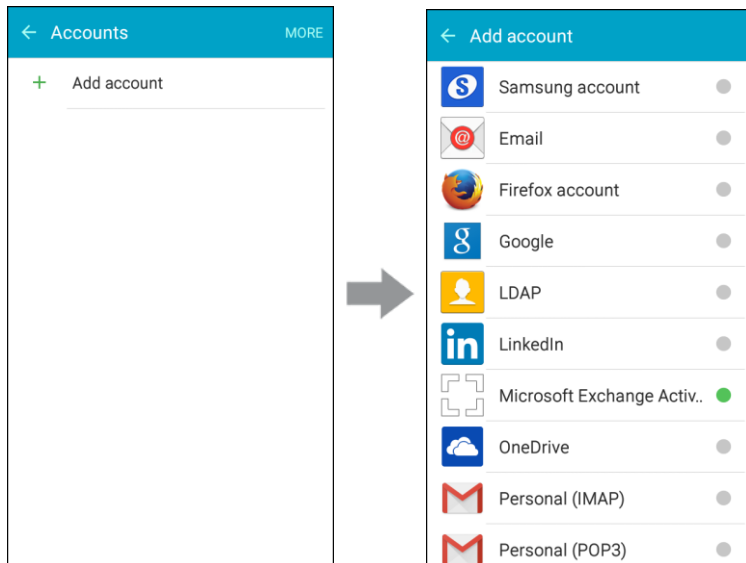 Accounts
MORE
Add account
Add account
Samsung account
Email
Firefox account
Google
LDAP
LinkedIn
Microsoft Exchange Activ..
OneDrive
Personal (IMAP)
Personal (POP3)